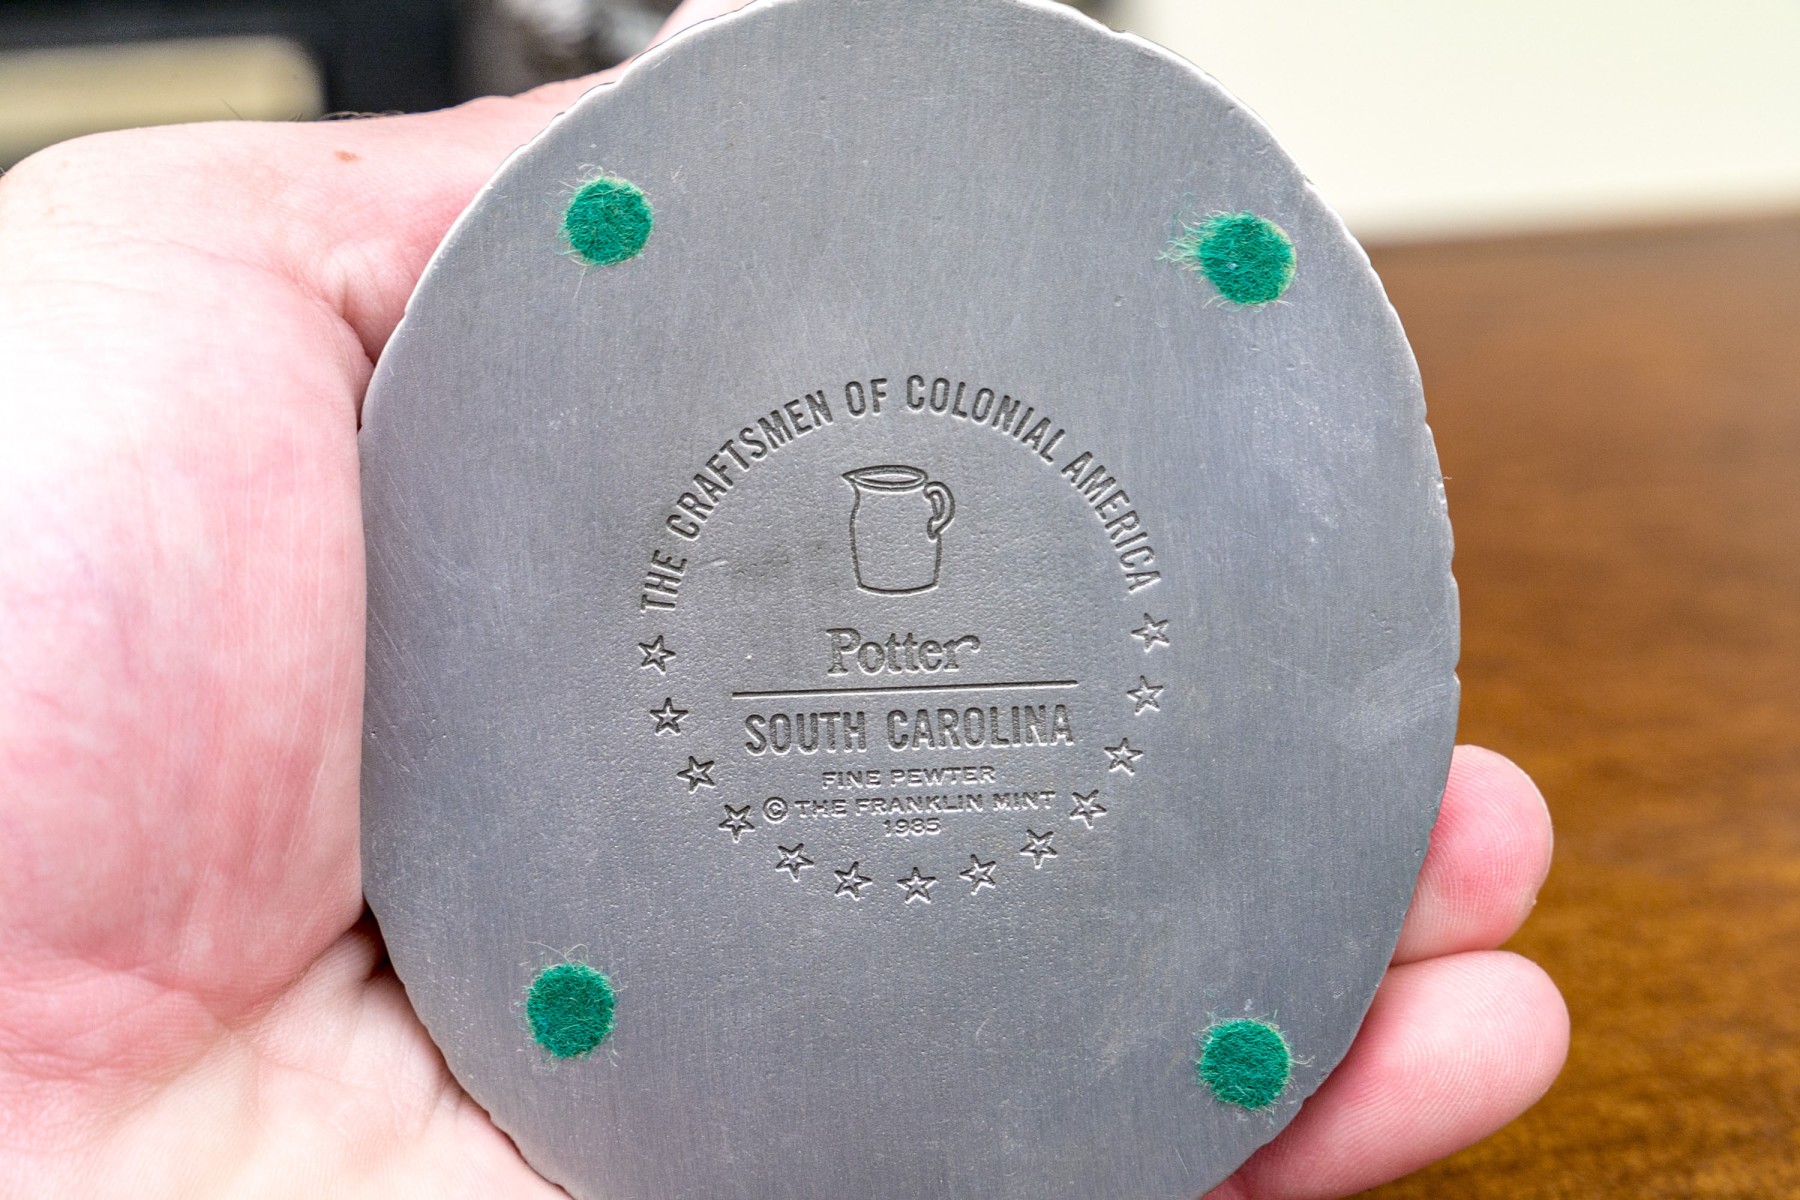 THE CRAFTSMEN OF COLONIAL AMERICA
Potter
SOUTH CAROLINA
FINE PEWTER
© THE FRANKLIN MINT
1985